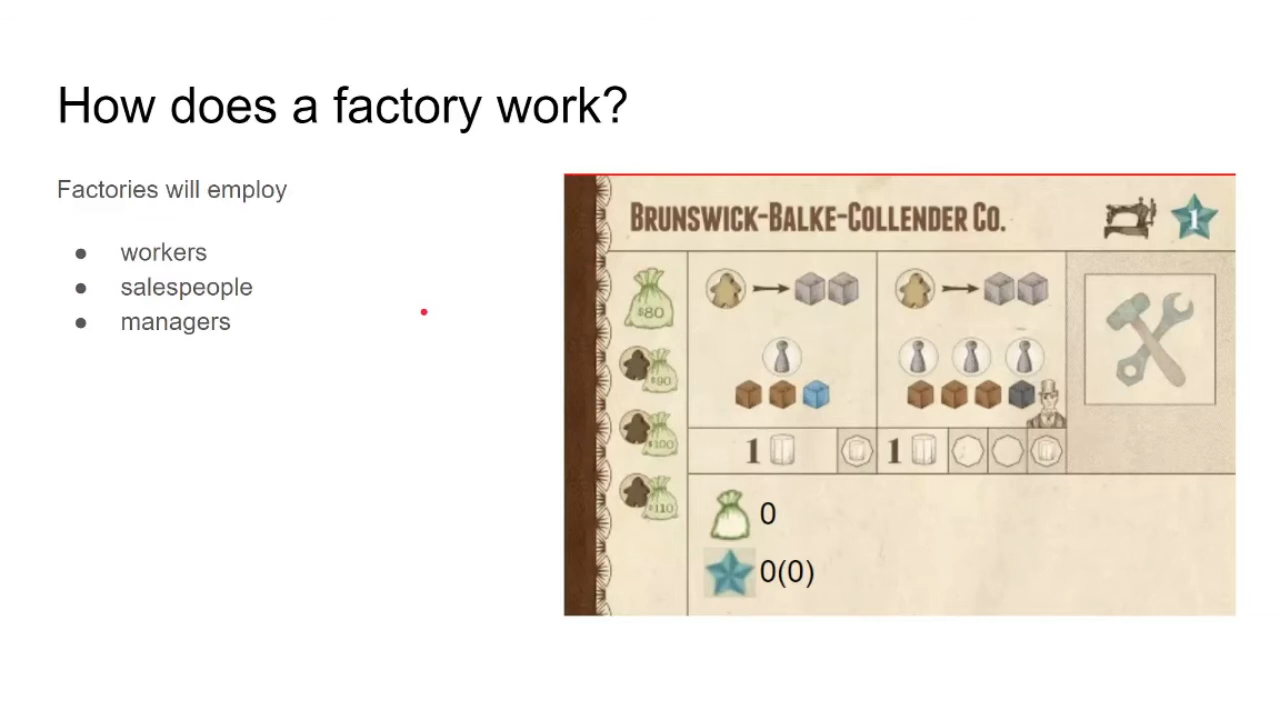 How does a factory work?
Factories will employ
● workers
● salespeople
● managers
BRUNSWICK-BALKE-COLLENDER CO.
1
$80
$90
$100
$110
1
1
0
0(0)